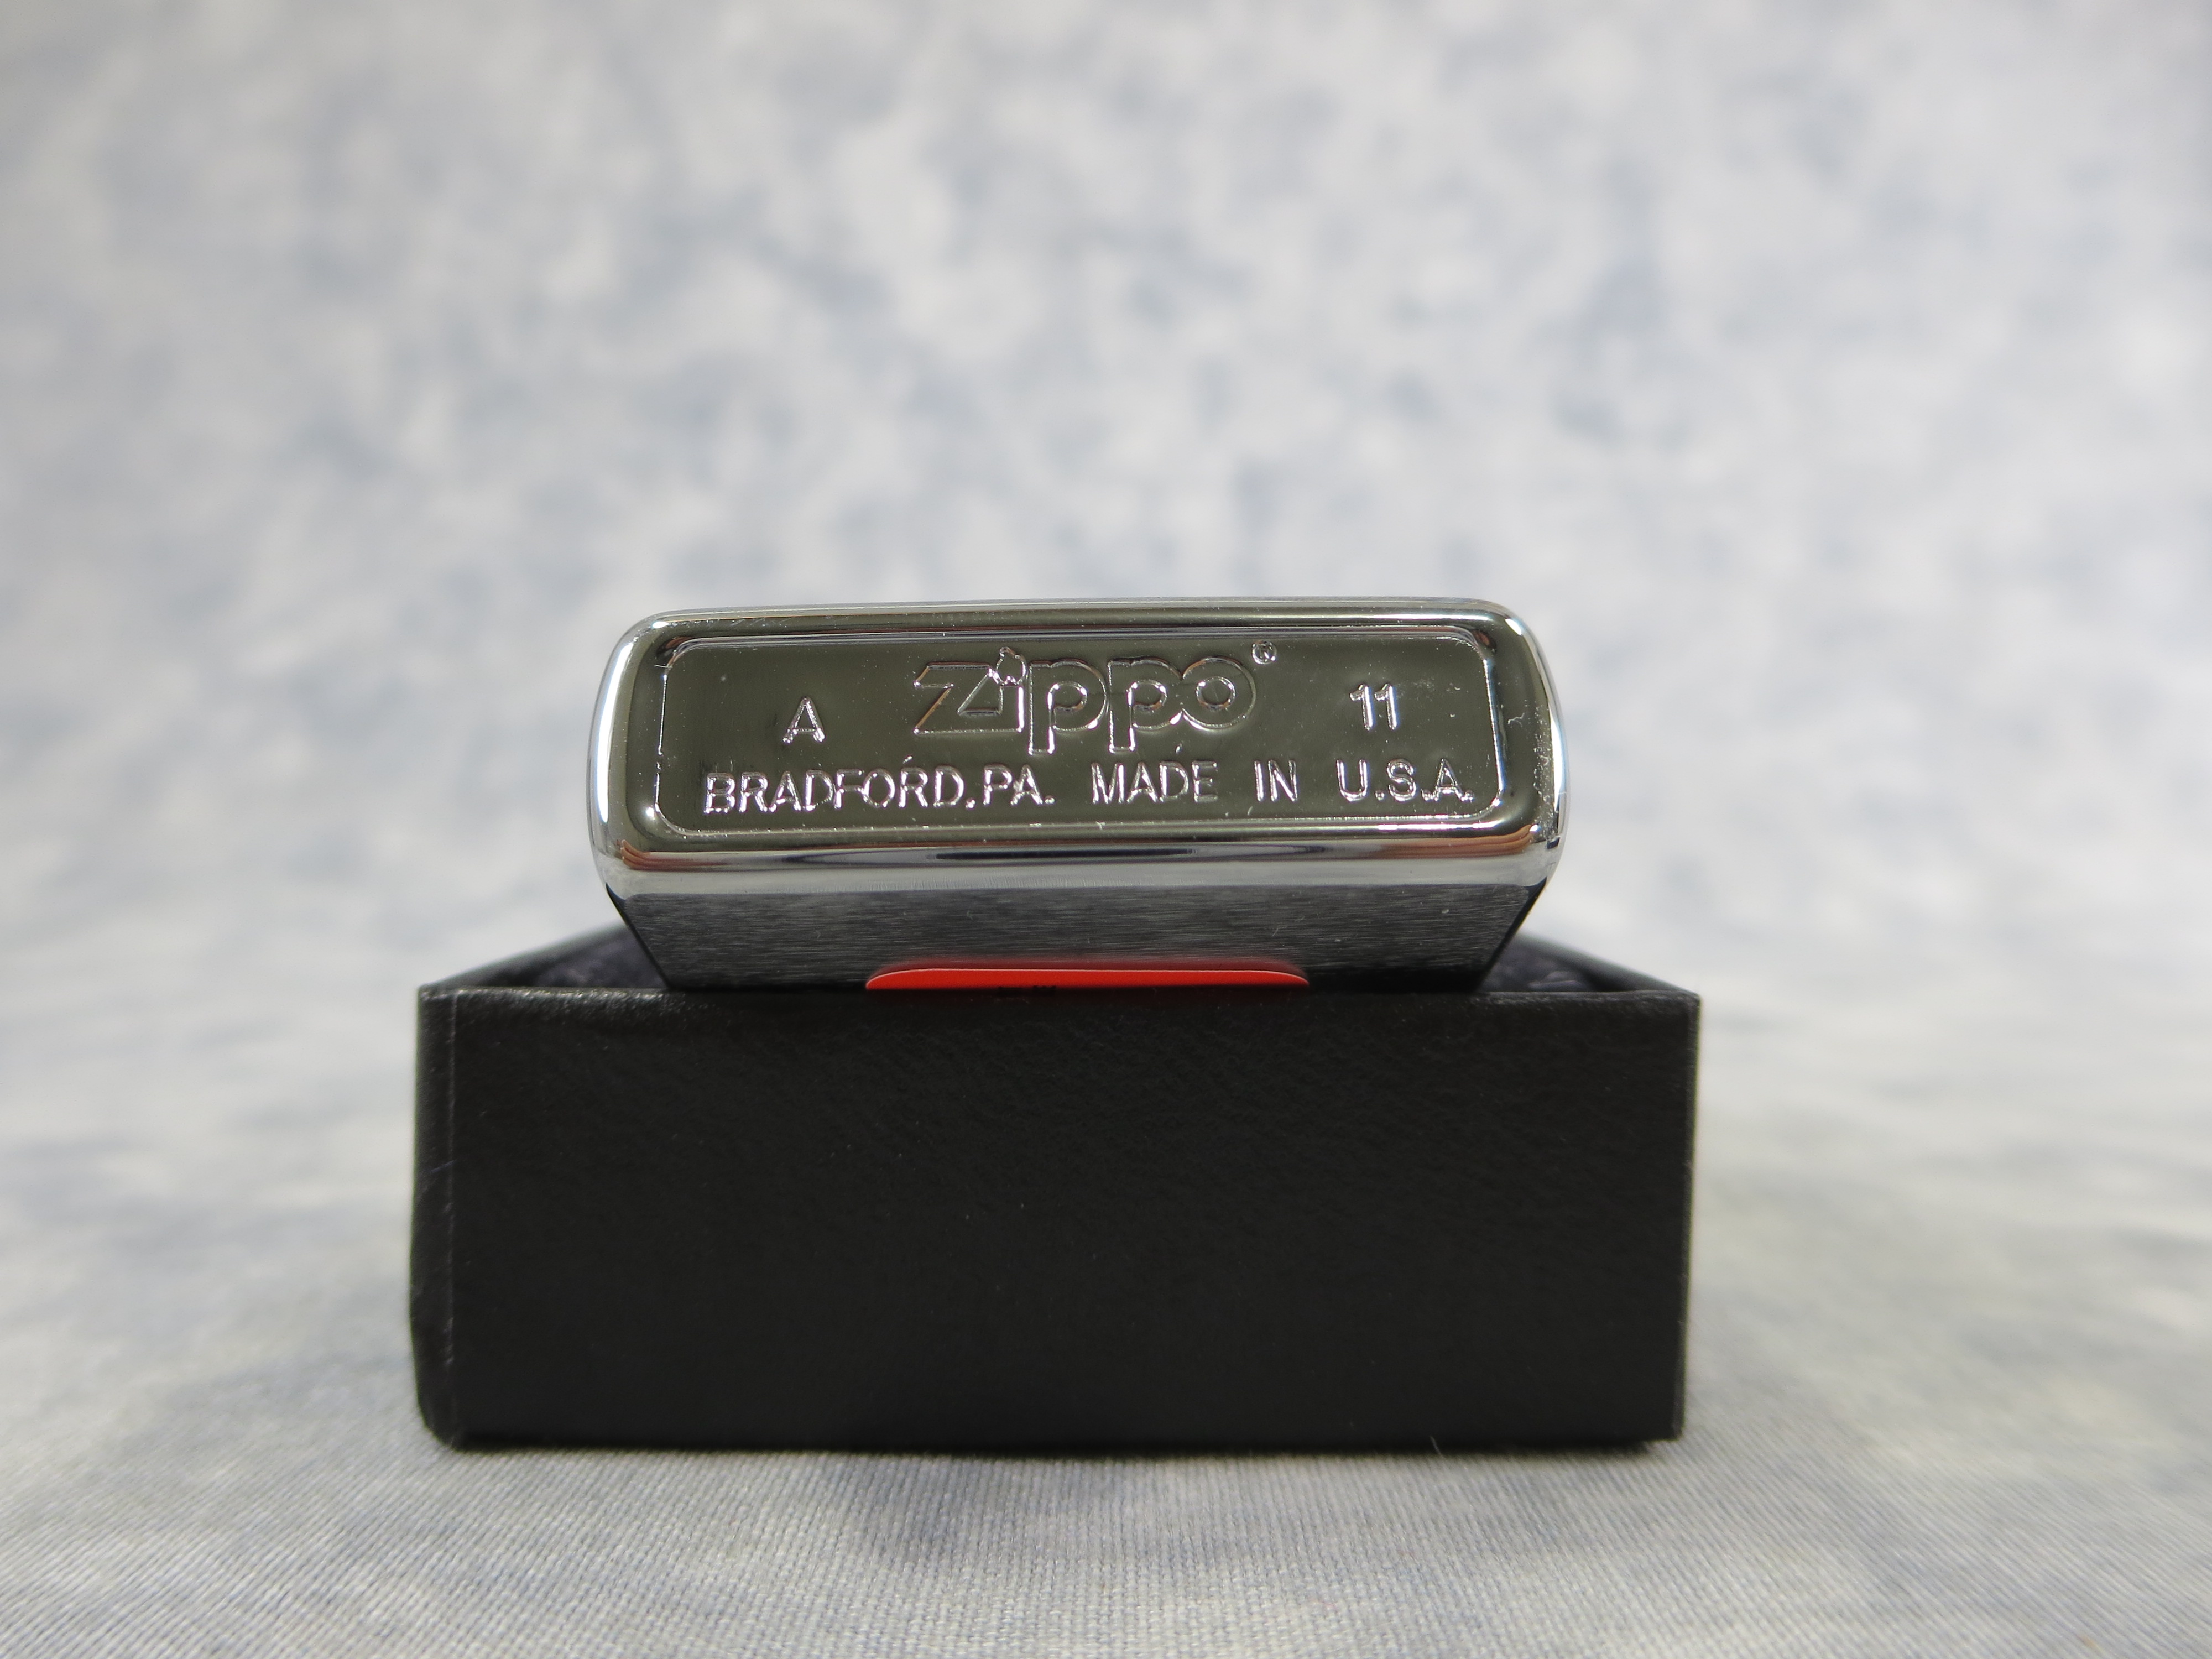 A zippo® 11
BRADFORD,PA. MADE IN U.S.A.